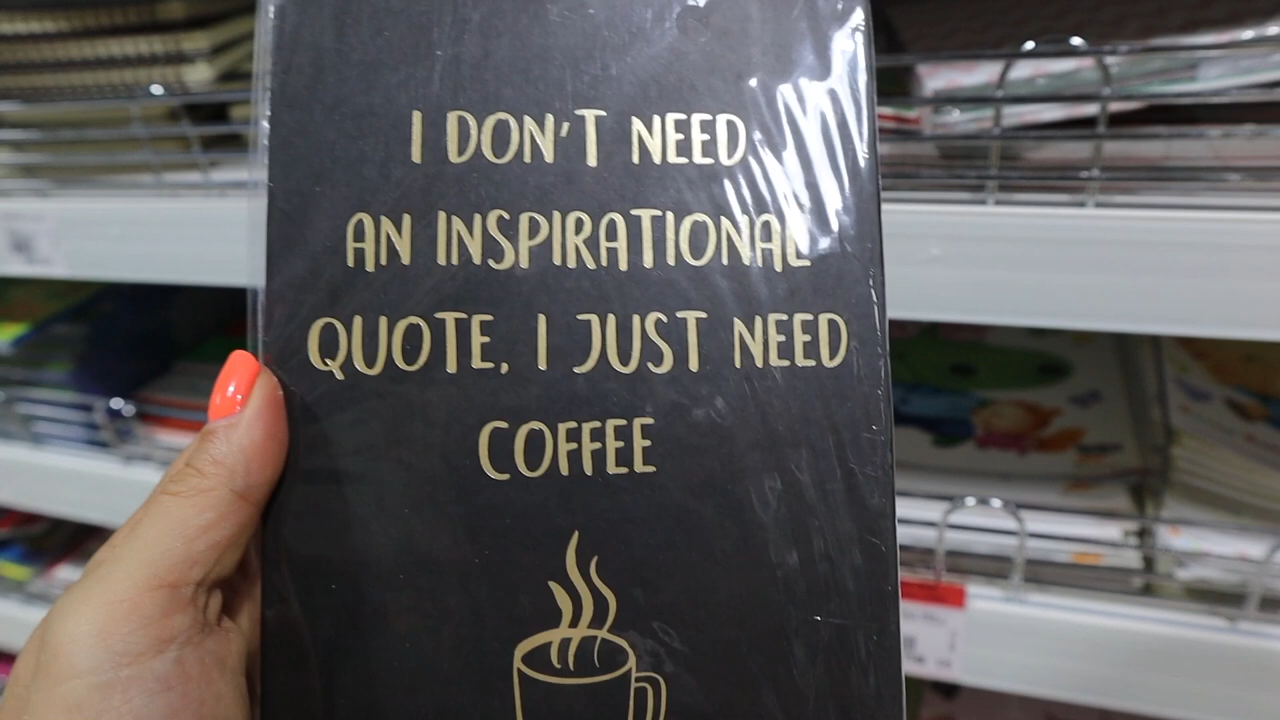 I DON'T NEED
AN INSPIRATIONAL
QUOTE, I JUST NEED
COFFEE